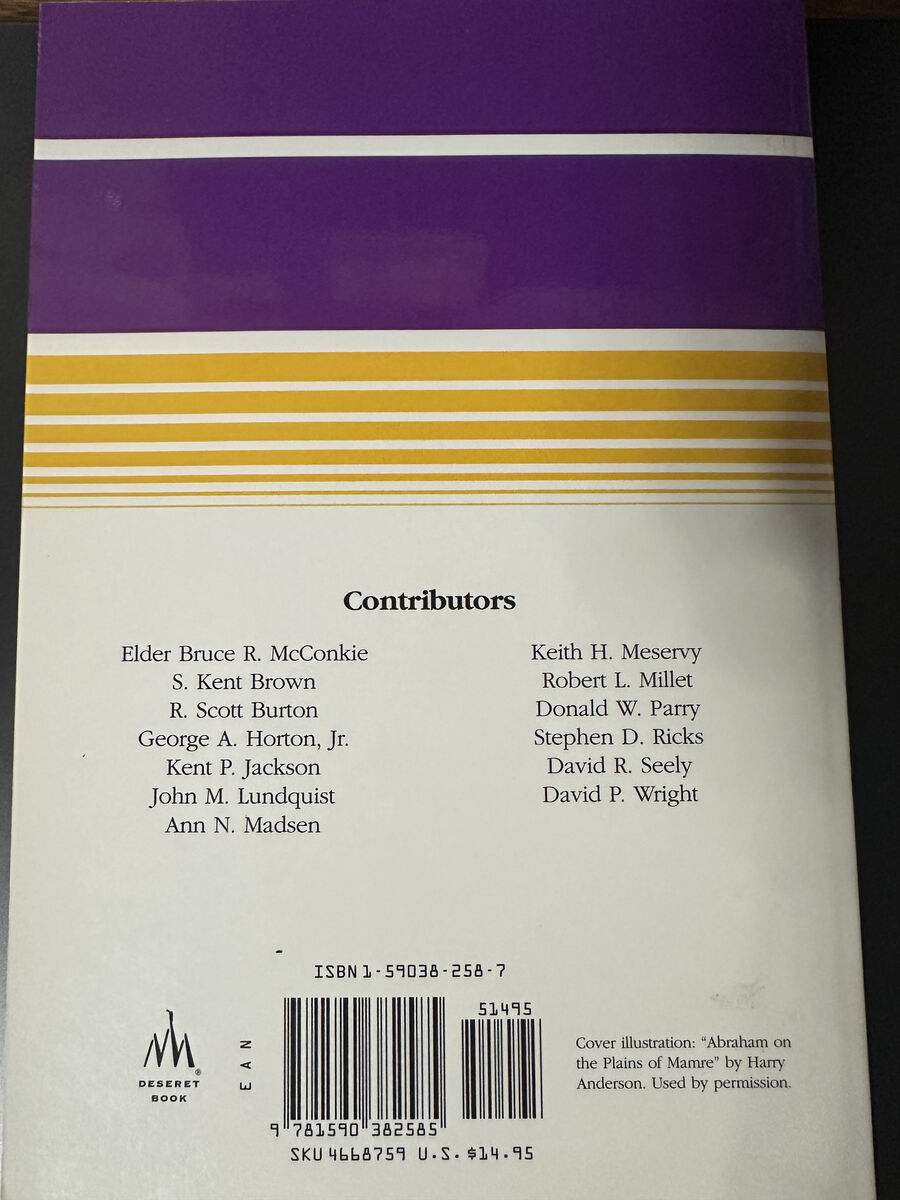 Contributors
Elder Bruce R. McConkie
S. Kent Brown
R. Scott Burton
George A. Horton, Jr.
Kent P. Jackson
John M. Lundquist
Ann N. Madsen
Keith H. Meservy
Robert L. Millet
Donald W. Parry
Stephen D. Ricks
David R. Seely
David P. Wright
ISBN 1-59038-258-7
51495
EAN
9 781590 382585
SKU 4668759 U.S. $14.95
DESERET
BOOK
®
Cover illustration: “Abraham on
the Plains of Mamre” by Harry
Anderson. Used by permission.